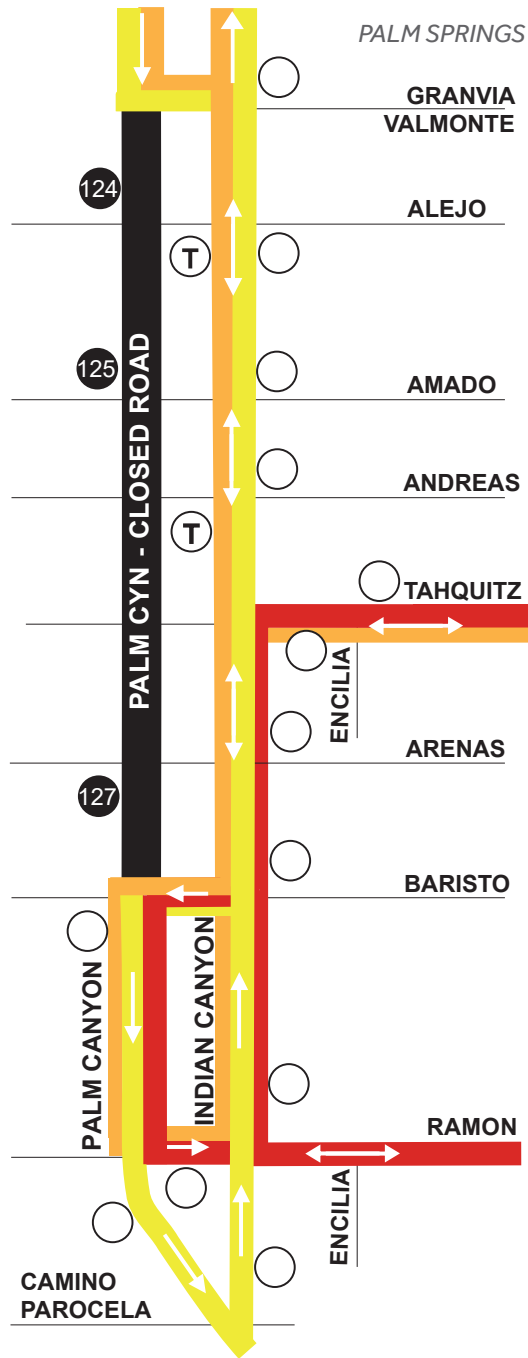 PALM SPRINGS
GRANVIA
VALMONTE
124
ALEJO
T
125
AMADO
PALM CYN - CLOSED ROAD
ANDREAS
T
TAHQUITZ
ENCILIA
ARENAS
127
BARISTO
PALM CANYON
INDIAN CANYON
RAMON
ENCILIA
CAMINO
PAROCELA